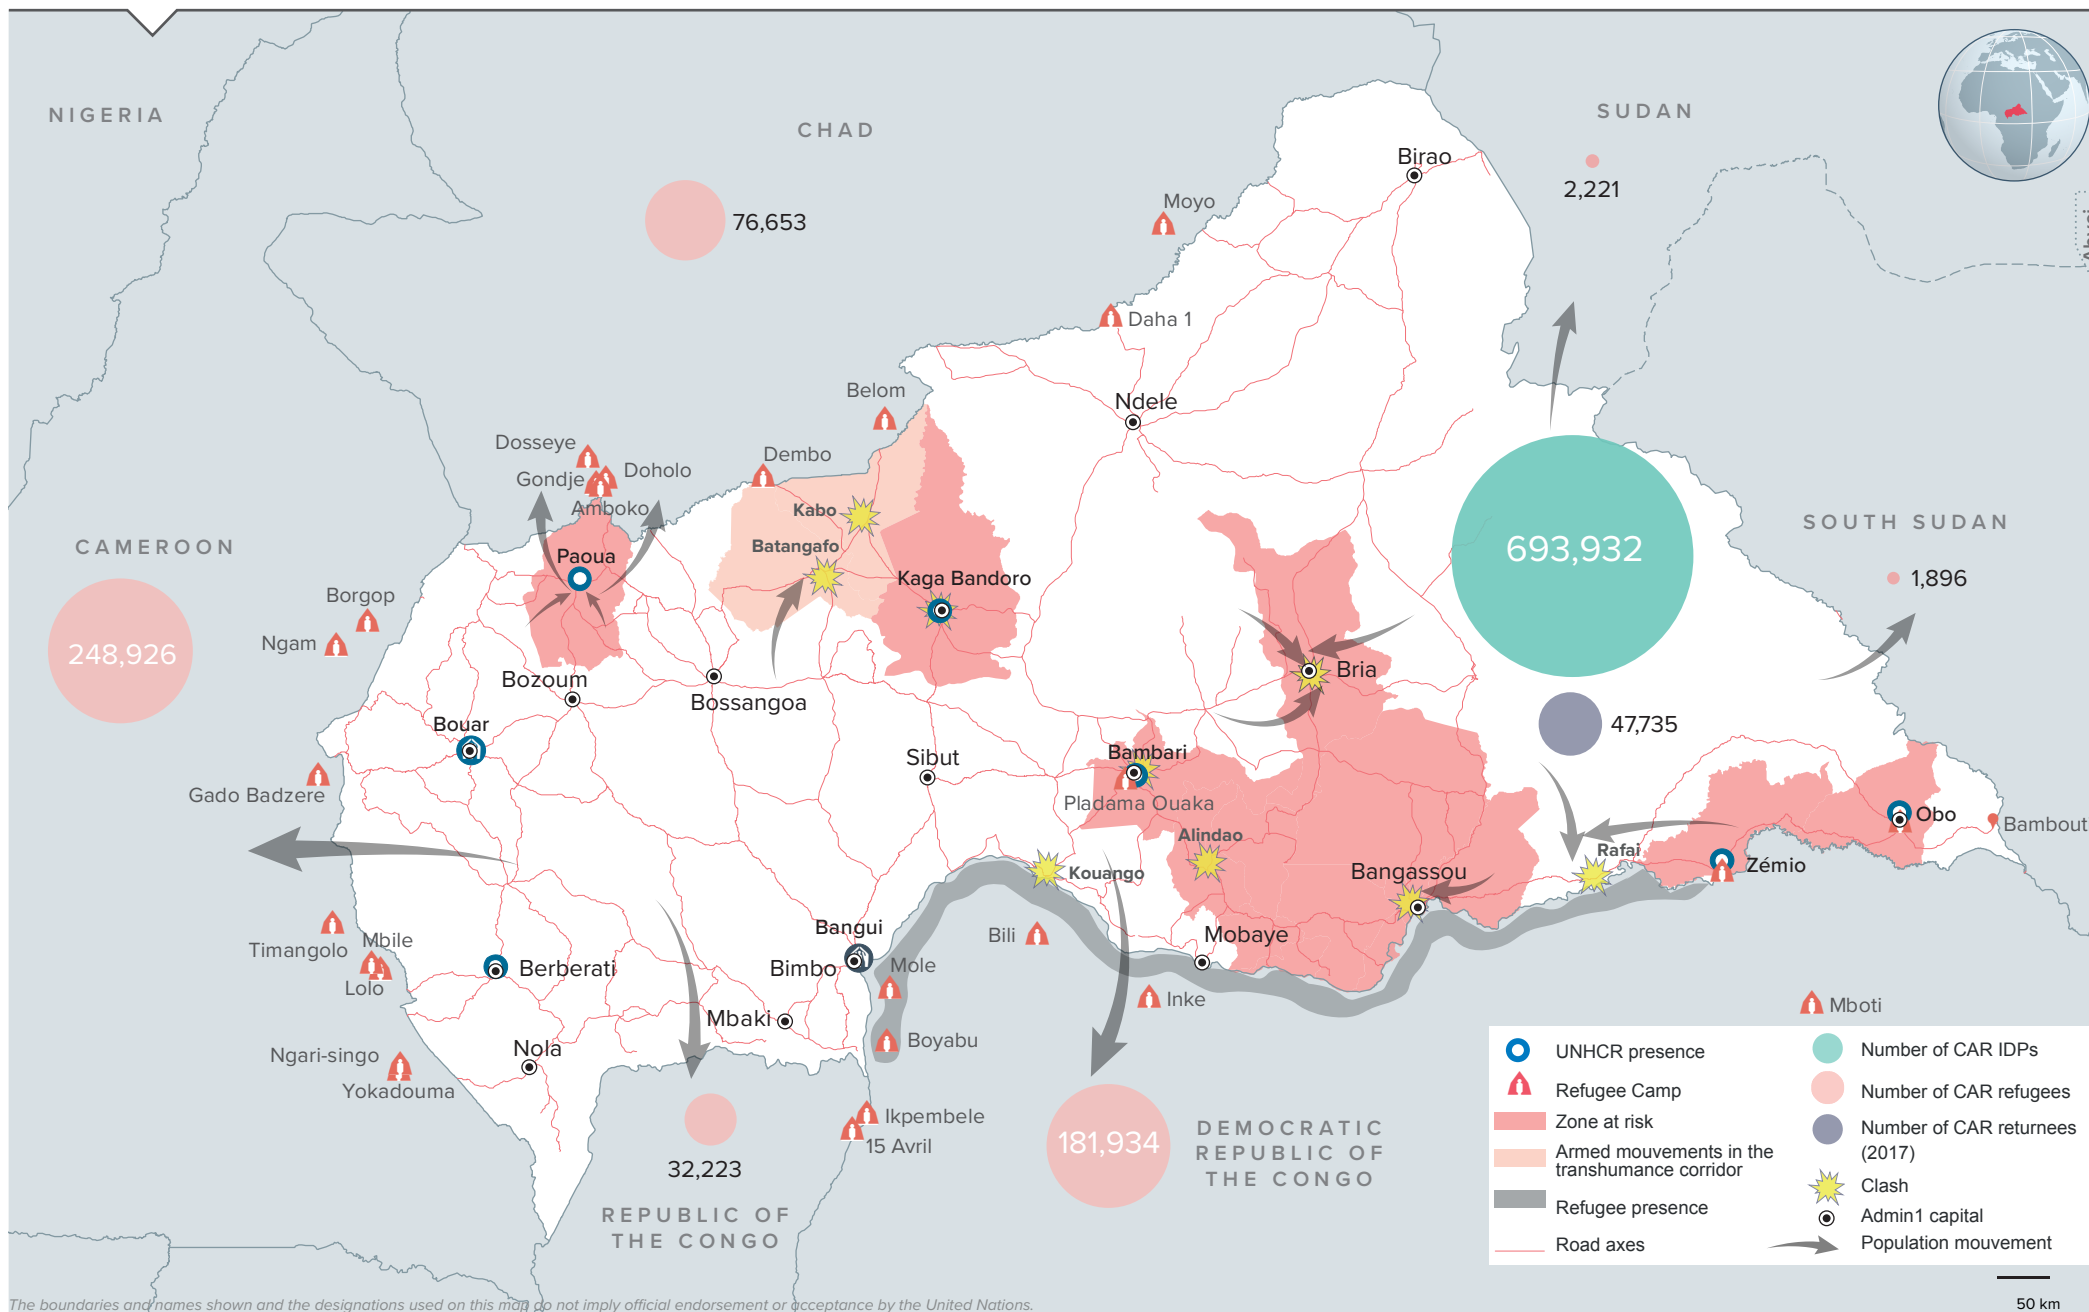 NIGERIA
CHAD
SUDAN
Birao
2,221
Moyo
76,653
Abyei
Daha 1
Belom
Ndele
Dosseye
Dembo
Doholo
Gondje
Amboko
Kabo
SOUTH SUDAN
CAMEROON
Batangafo
693,932
Paoua
Kaga Bandoro
1,896
Borgop
Ngam
248,926
Bria
Bozoum
Bossangoa
Bouar
47,735
Sibut
Bambari
Gado Badzere
Pladama Ouaka
Obo
Bambout
Alindao
Rafai
Kouango
Bangassou
Zémio
Bangui
Mobaye
Bili
Timangolo
Mbile
Bimbo
Mole
Berberati
Lolo
Inke
Mboti
Mbaki
Boyabu
Nola
Ngari-singo
Yokadouma
Ikpembele
15 Avril
181,934
DEMOCRATIC
REPUBLIC OF
THE CONGO
32,223
REPUBLIC OF
THE CONGO
UNHCR presence
Refugee Camp
Zone at risk
Armed mouvements in the
transhumance corridor
Refugee presence
Road axes
Number of CAR IDPs
Number of CAR refugees
Number of CAR returnees
(2017)
Clash
Admin1 capital
Population mouvement
50 km
The boundaries and names shown and the designations used on this map do not imply official endorsement or acceptance by the United Nations.